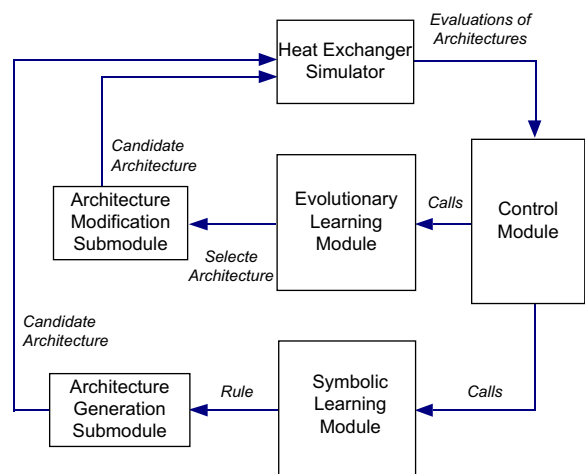 Evaluations of
Architectures
Heat Exchanger
Simulator
Candidate
Architecture
Architecture
Modification
Submodule
Evolutionary
Learning
Module
Calls
Control
Module
Selecte
Architecture
Candidate
Architecture
Architecture
Generation
Submodule
Rule
Symbolic
Learning
Module
Calls